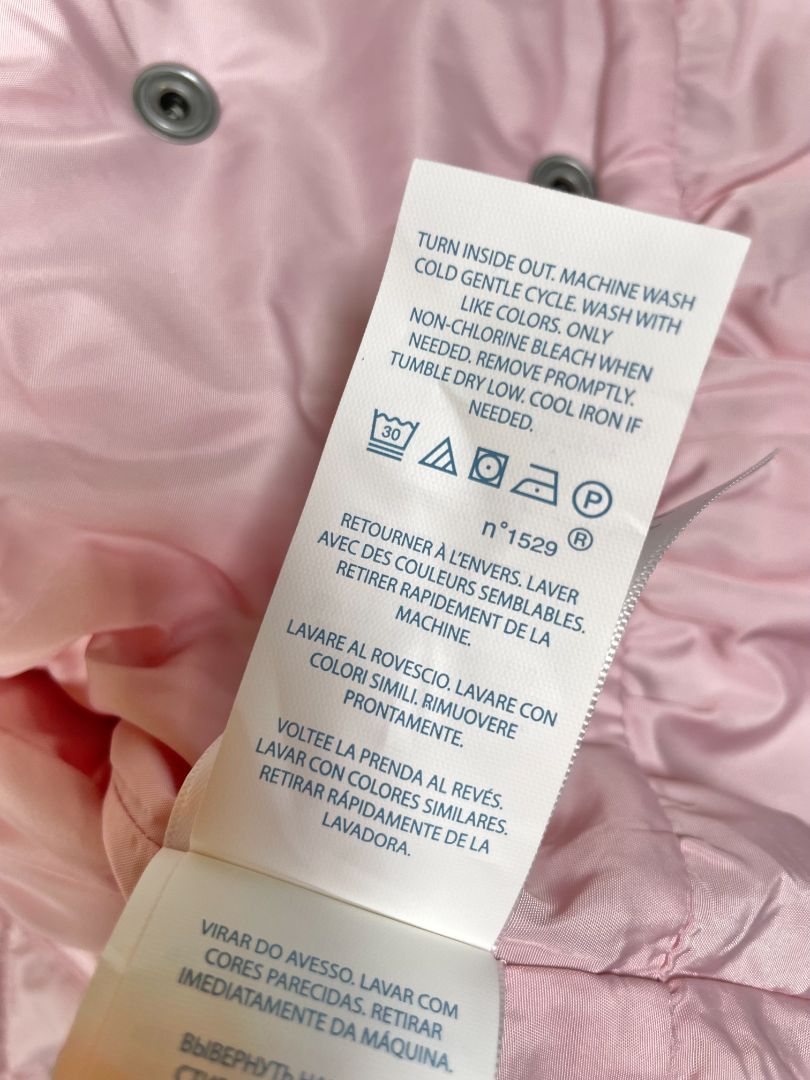 TURN INSIDE OUT. MACHINE WASH
COLD GENTLE CYCLE. WASH WITH
LIKE COLORS. ONLY
NON-CHLORINE BLEACH WHEN
NEEDED. REMOVE PROMPTLY.
TUMBLE DRY LOW. COOL IRON IF
NEEDED.
30 P
n°1529 ®
RETOURNER À L'ENVERS. LAVER
AVEC DES COULEURS SEMBLABLES.
RETIRER RAPIDEMENT DE LA
MACHINE.
LAVARE AL ROVESCIO. LAVARE CON
COLORI SIMILI. RIMUOVERE
PRONTAMENTE.
VOLTEE LA PRENDA AL REVÉS.
LAVAR CON COLORES SIMILARES.
RETIRAR RÁPIDAMENTE DE LA
LAVADORA.
VIRAR DO AVESSO. LAVAR COM
CORES PARECIDAS. RETIRAR
IMEDIATAMENTE DA MÁQUINA.
ВЫВЕРНУТЬ